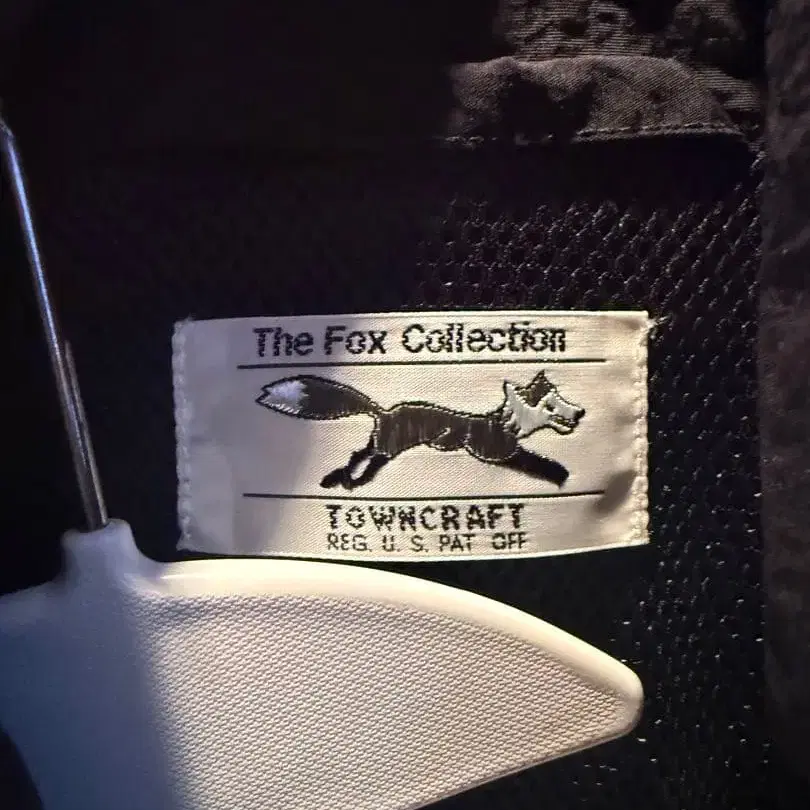 The Fox Collection
TOWNCRAFT
REG. U. S. PAT OFF